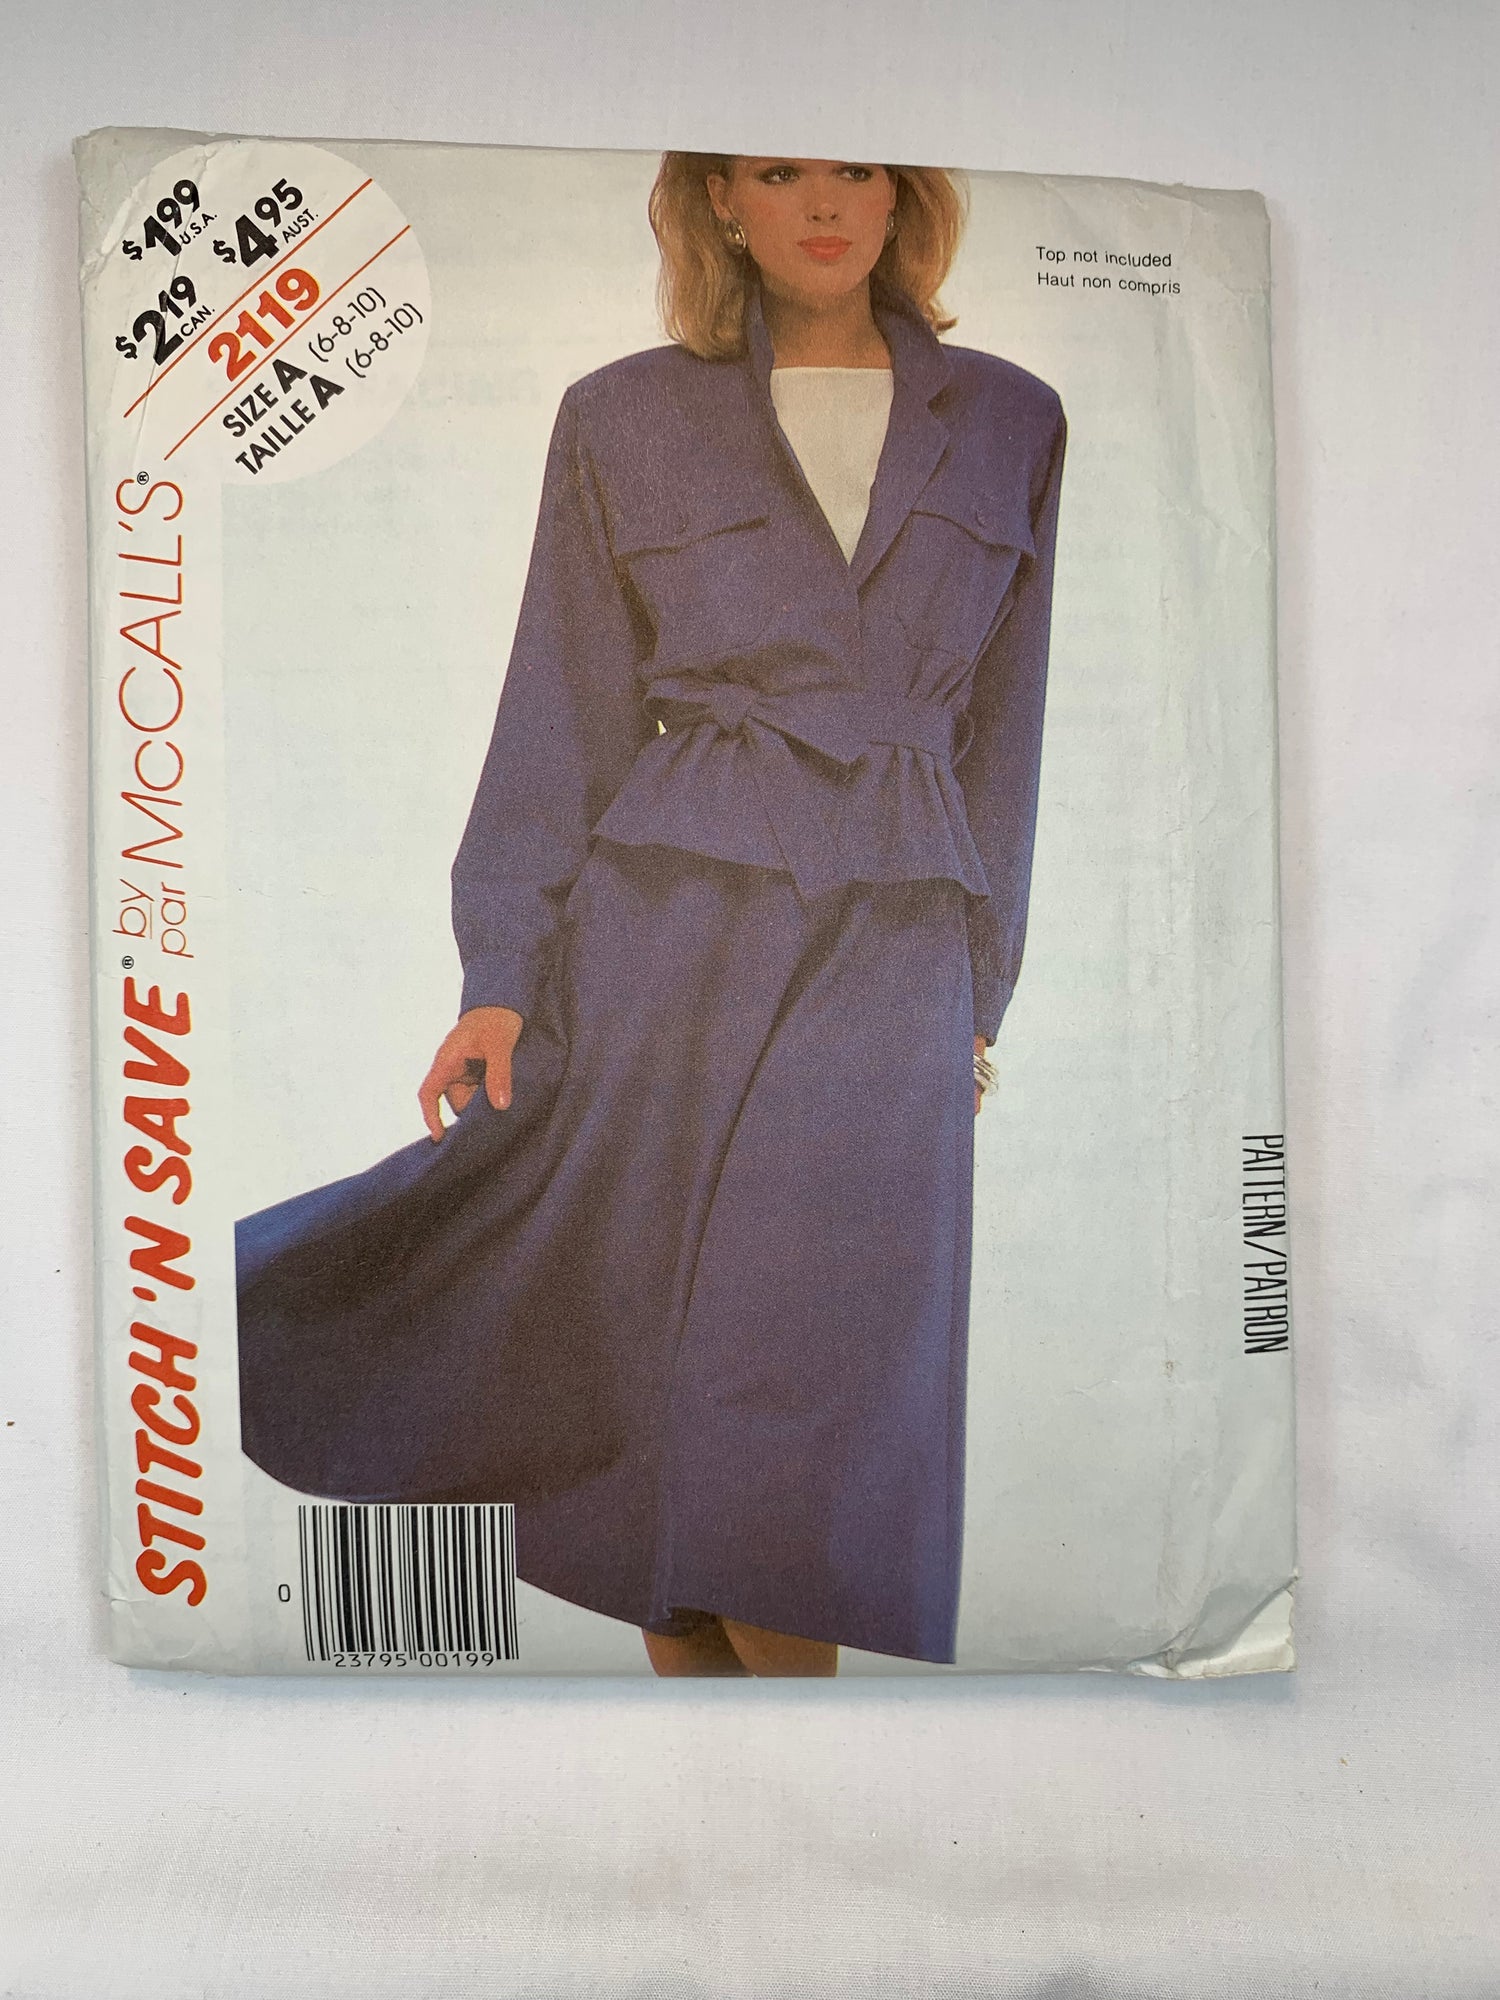 $1.99 U.S.A.
$4.95 AUST.
$2.19 CAN.
2119
SIZE A (6-8-10)
TAILLE A (6-8-10)
STITCH 'N SAVE® by McCALL'S®
par
Top not included
Haut non compris
PATTERN/PATRON
0 23795 00199